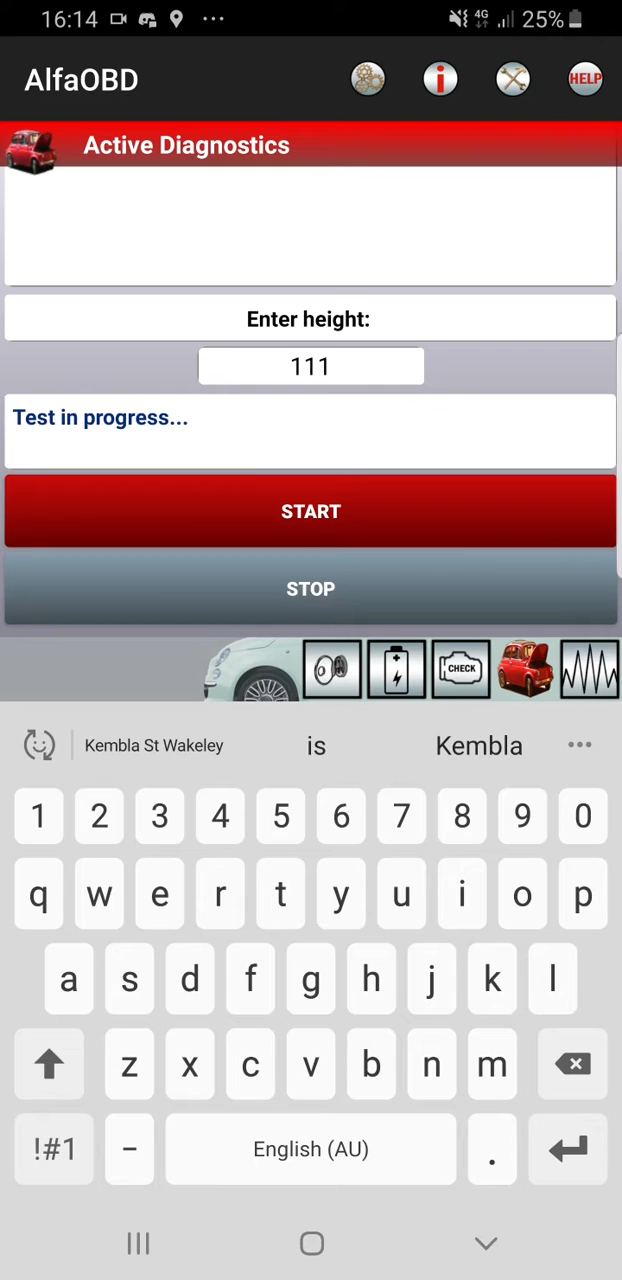 16:14 4G 25%
AlfaOBD HELP
Active Diagnostics
Enter height:
111
Test in progress...
START
STOP
CHECK
Kembla St Wakeley is Kembla
1 2 3 4 5 6 7 8 9 0
q w e r t y u i o p
a s d f g h j k l
z x c v b n m
!#1 - English (AU) .